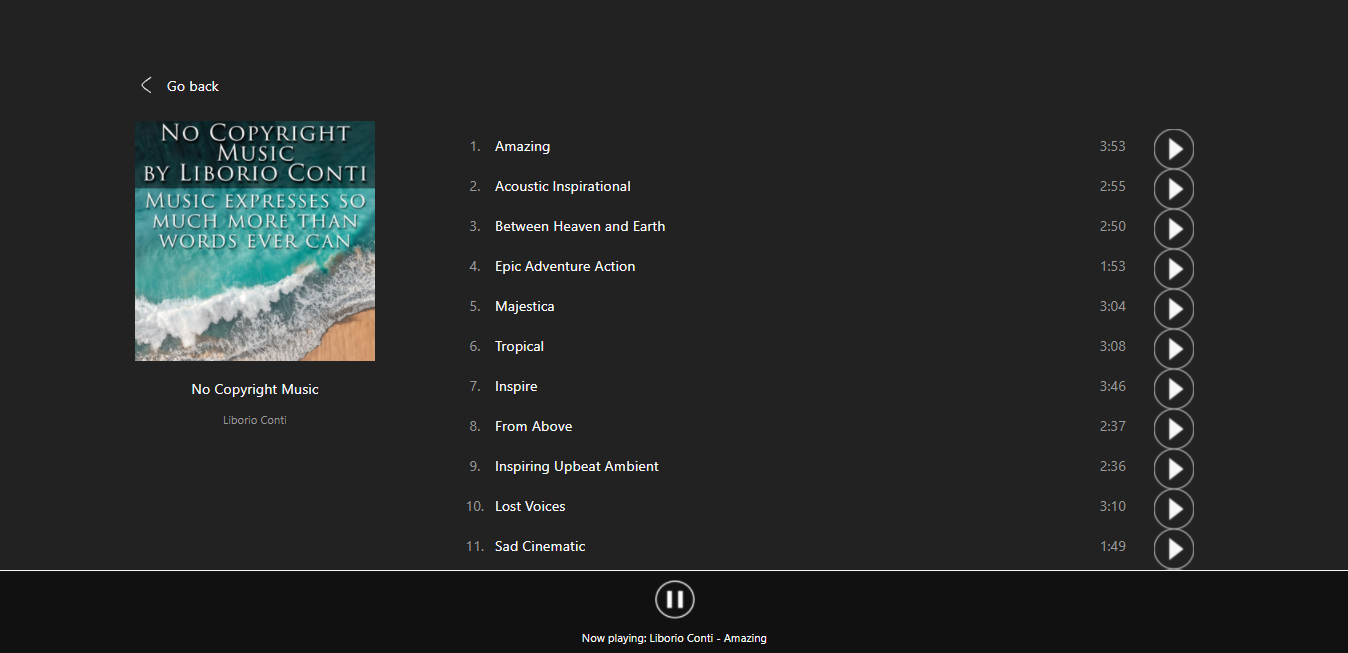 Go back
NO COPYRIGHT
MUSIC
BY LIBORIO CONTI
MUSIC EXPRESSES SO
MUCH MORE THAN
WORDS EVER CAN
No Copyright Music
Liborio Conti
1. Amazing 3:53
2. Acoustic Inspirational 2:55
3. Between Heaven and Earth 2:50
4. Epic Adventure Action 1:53
5. Majestica 3:04
6. Tropical 3:08
7. Inspire 3:46
8. From Above 2:37
9. Inspiring Upbeat Ambient 2:36
10. Lost Voices 3:10
11. Sad Cinematic 1:49
Now playing: Liborio Conti - Amazing